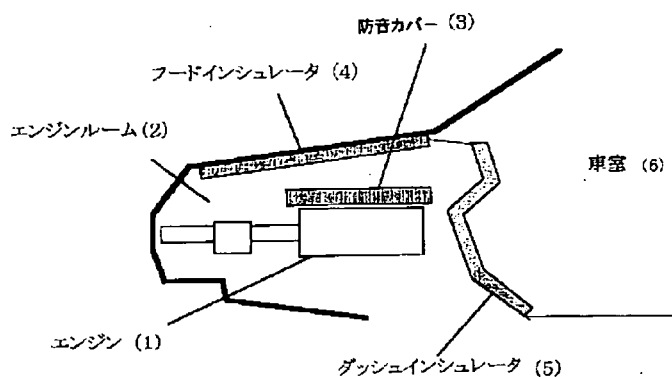 防音カバー (3)
フードインシュレータ (4)
エンジンルーム(2)
車室 (6)
エンジン (1)
ダッシュインシュレータ (5)